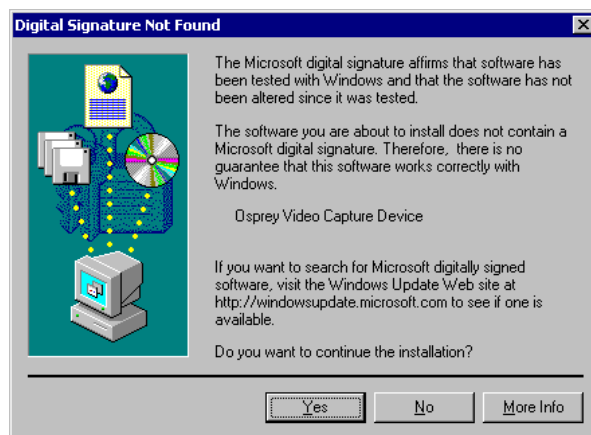 Digital Signature Not Found
The Microsoft digital signature affirms that software has
been tested with Windows and that the software has not
been altered since it was tested.
The software you are about to install does not contain a
Microsoft digital signature. Therefore, there is no
guarantee that this software works correctly with
Windows.
Osprey Video Capture Device
If you want to search for Microsoft digitally signed
software, visit the Windows Update Web site at
http://windowsupdate.microsoft.com to see if one is
available.
Do you want to continue the installation?
Yes No More Info